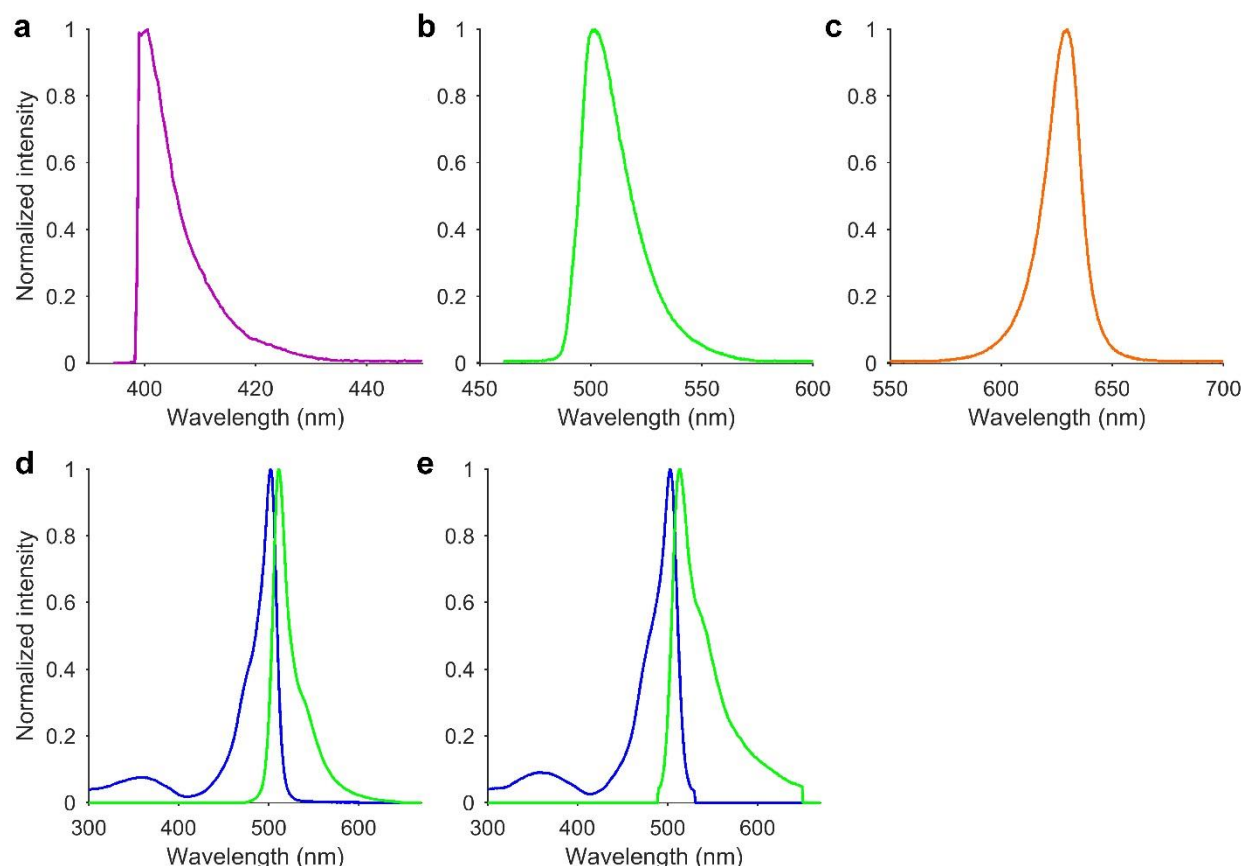 a b c
1 1 1
0.8 0.8 0.8
0.6 0.6 0.6
0.4 0.4 0.4
0.2 0.2 0.2
0 0 0
Normalized intensity
400 420 440 450 500 550 600 550 600 650 700
Wavelength (nm) Wavelength (nm) Wavelength (nm)
d e
1 1
0.8 0.8
0.6 0.6
0.4 0.4
0.2 0.2
0 0
Normalized intensity
300 400 500 600 300 400 500 600
Wavelength (nm) Wavelength (nm)